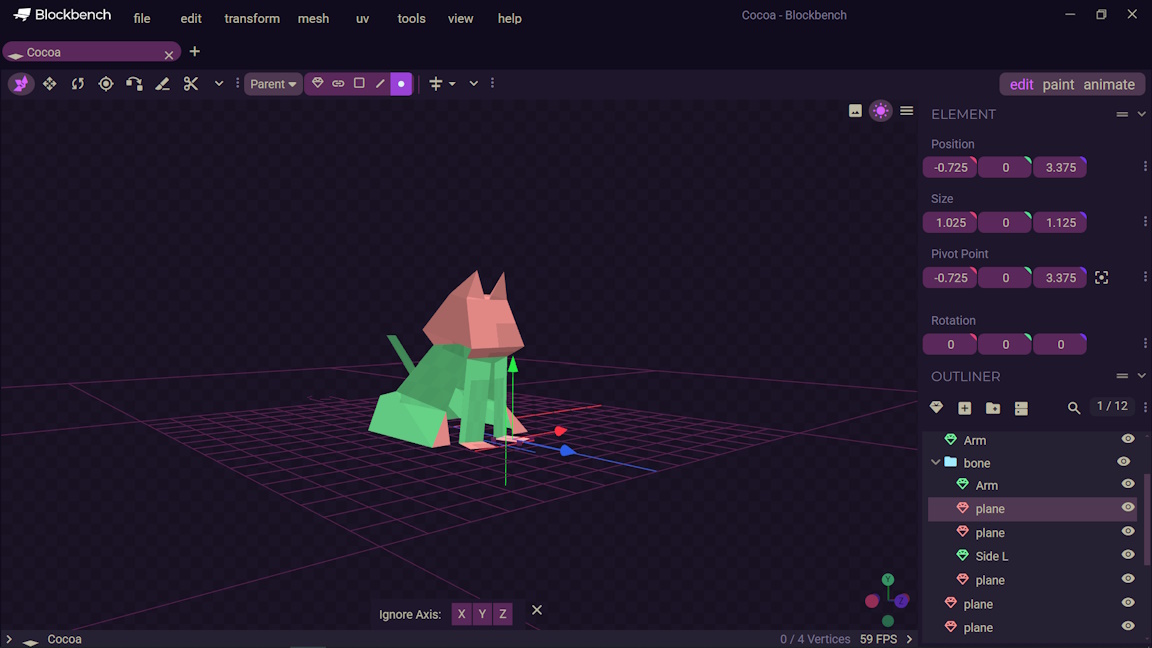 Blockbench file edit transform mesh uv tools view help Cocoa - Blockbench
Cocoa
Parent edit paint animate
ELEMENT
Position
-0.725 0 3.375
Size
1.025 0 1.125
Pivot Point
-0.725 0 3.375
Rotation
0 0 0
OUTLINER
1 / 12
Arm
bone
Arm
plane
plane
Side L
plane
plane
plane
Y
Z
Ignore Axis: X Y Z
Cocoa 0 / 4 Vertices 59 FPS